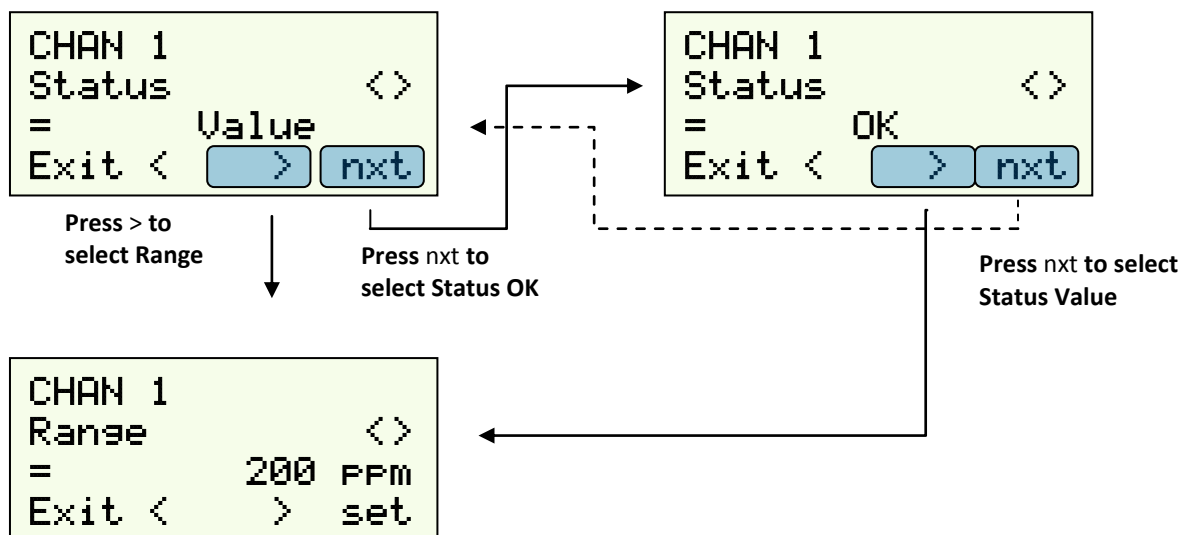 CHAN 1
Status <>
= Value
Exit < > nxt
CHAN 1
Status <>
= OK
Exit < > nxt
Press > to
select Range
Press nxt to
select Status OK
Press nxt to select
Status Value
CHAN 1
Range <>
= 200 ppm
Exit < > set